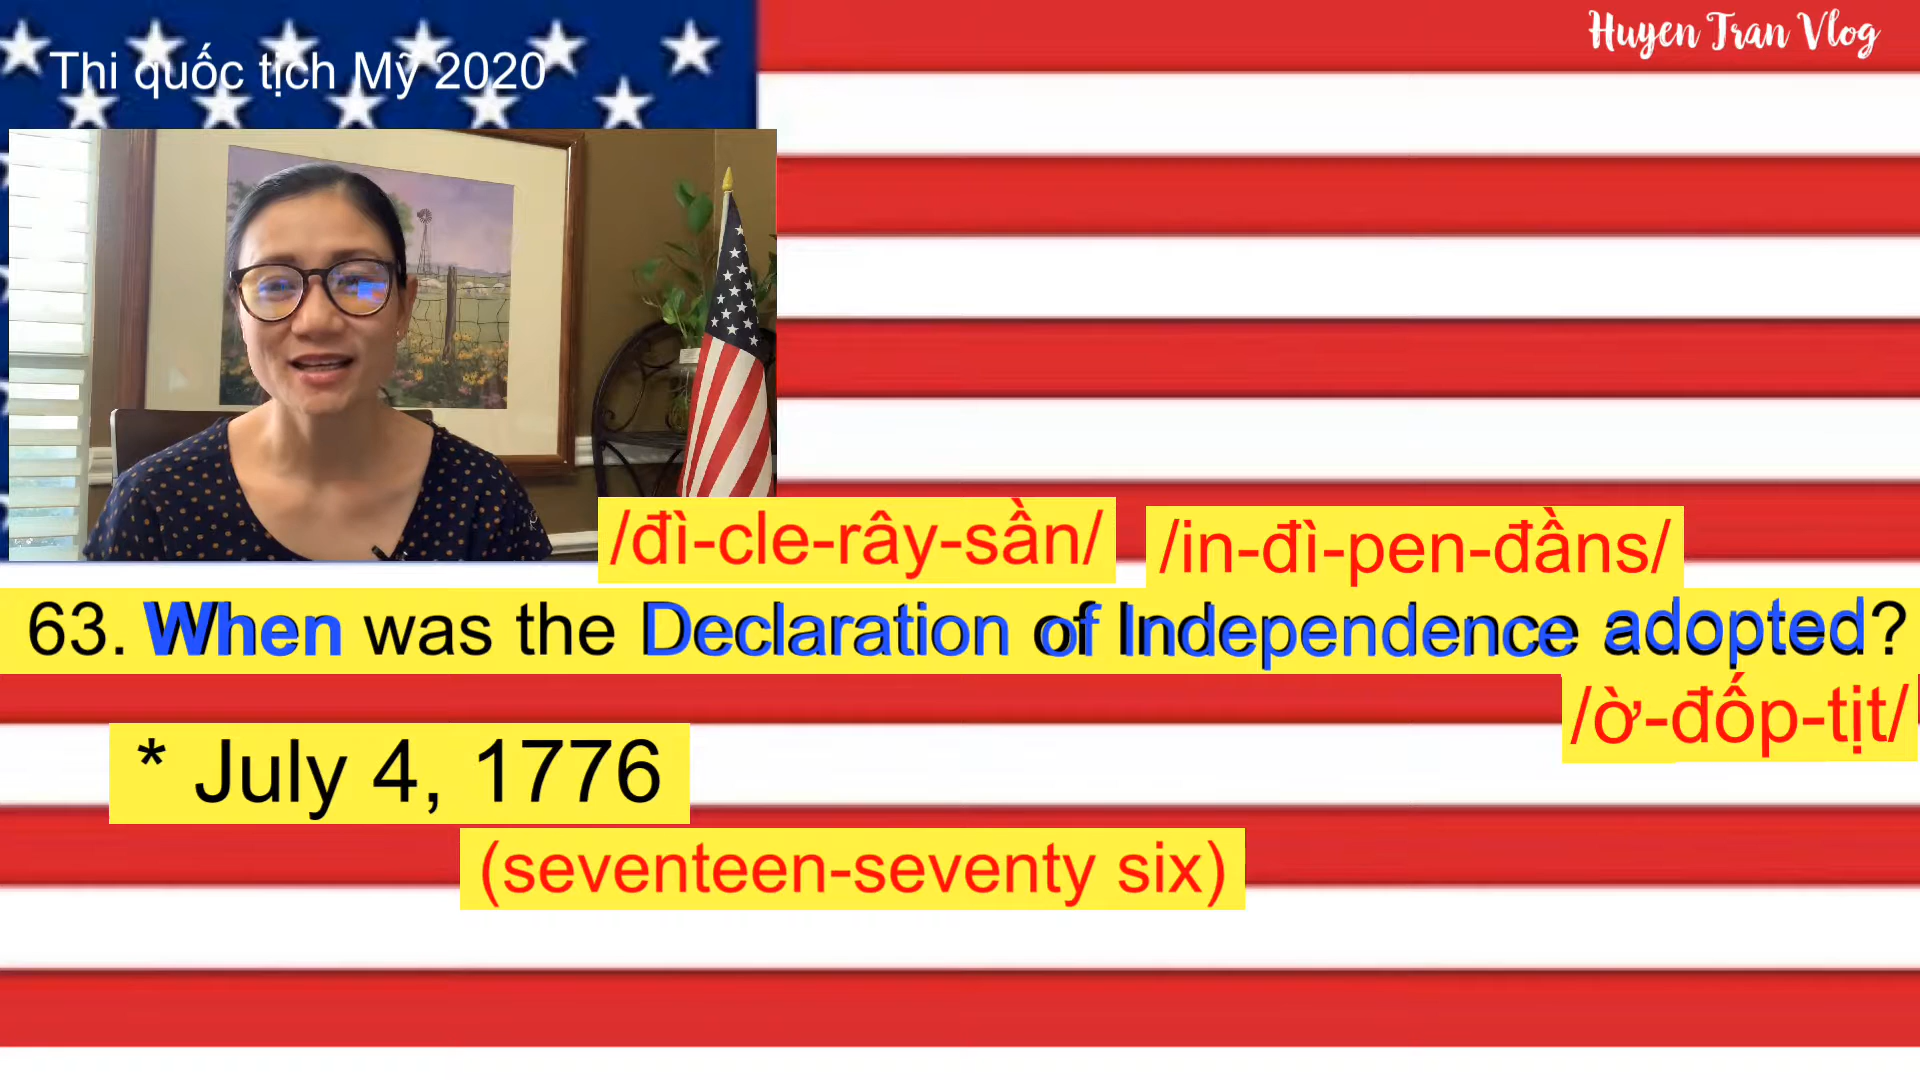 Huyen Tran Vlog
Thi quốc tịch Mỹ 2020
/đì-cle-rây-sần/ /in-đì-pen-đầns/
63. When was the Declaration of Independence adopted?
/ờ-đốp-tịt/
* July 4, 1776
(seventeen-seventy six)